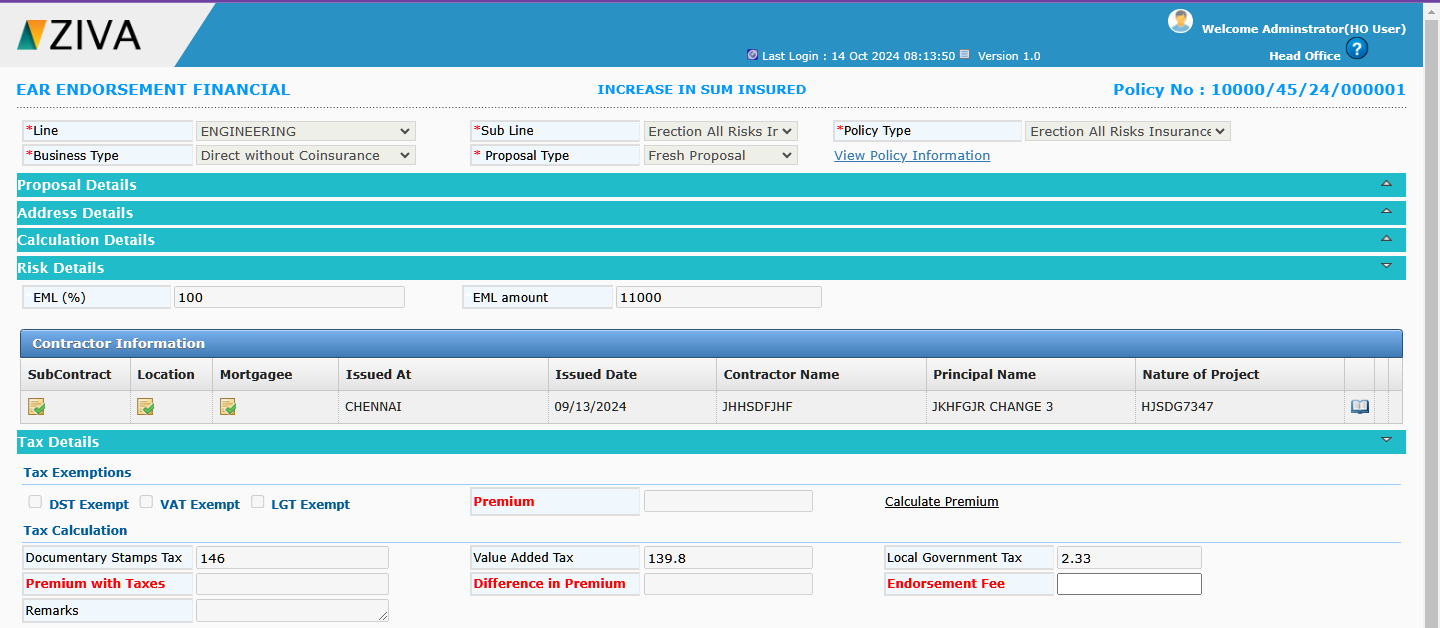 ZIVA
Welcome Adminstrator(HO User)
Last Login : 14 Oct 2024 08:13:50 Version 1.0
Head Office ?
EAR ENDORSEMENT FINANCIAL INCREASE IN SUM INSURED Policy No : 10000/45/24/000001
*Line ENGINEERING *Sub Line Erection All Risks Ir *Policy Type Erection All Risks Insurance
*Business Type Direct without Coinsurance * Proposal Type Fresh Proposal View Policy Information
Proposal Details
Address Details
Calculation Details
Risk Details
EML (%) 100 EML amount 11000
Contractor Information
SubContract Location Mortgagee Issued At Issued Date Contractor Name Principal Name Nature of Project
CHENNAI 09/13/2024 JHHSDFJHF JKHFGJR CHANGE 3 HJSDG7347
Tax Details
Tax Exemptions
DST Exempt VAT Exempt LGT Exempt Premium Calculate Premium
Tax Calculation
Documentary Stamps Tax 146 Value Added Tax 139.8 Local Government Tax 2.33
Premium with Taxes Difference in Premium Endorsement Fee
Remarks